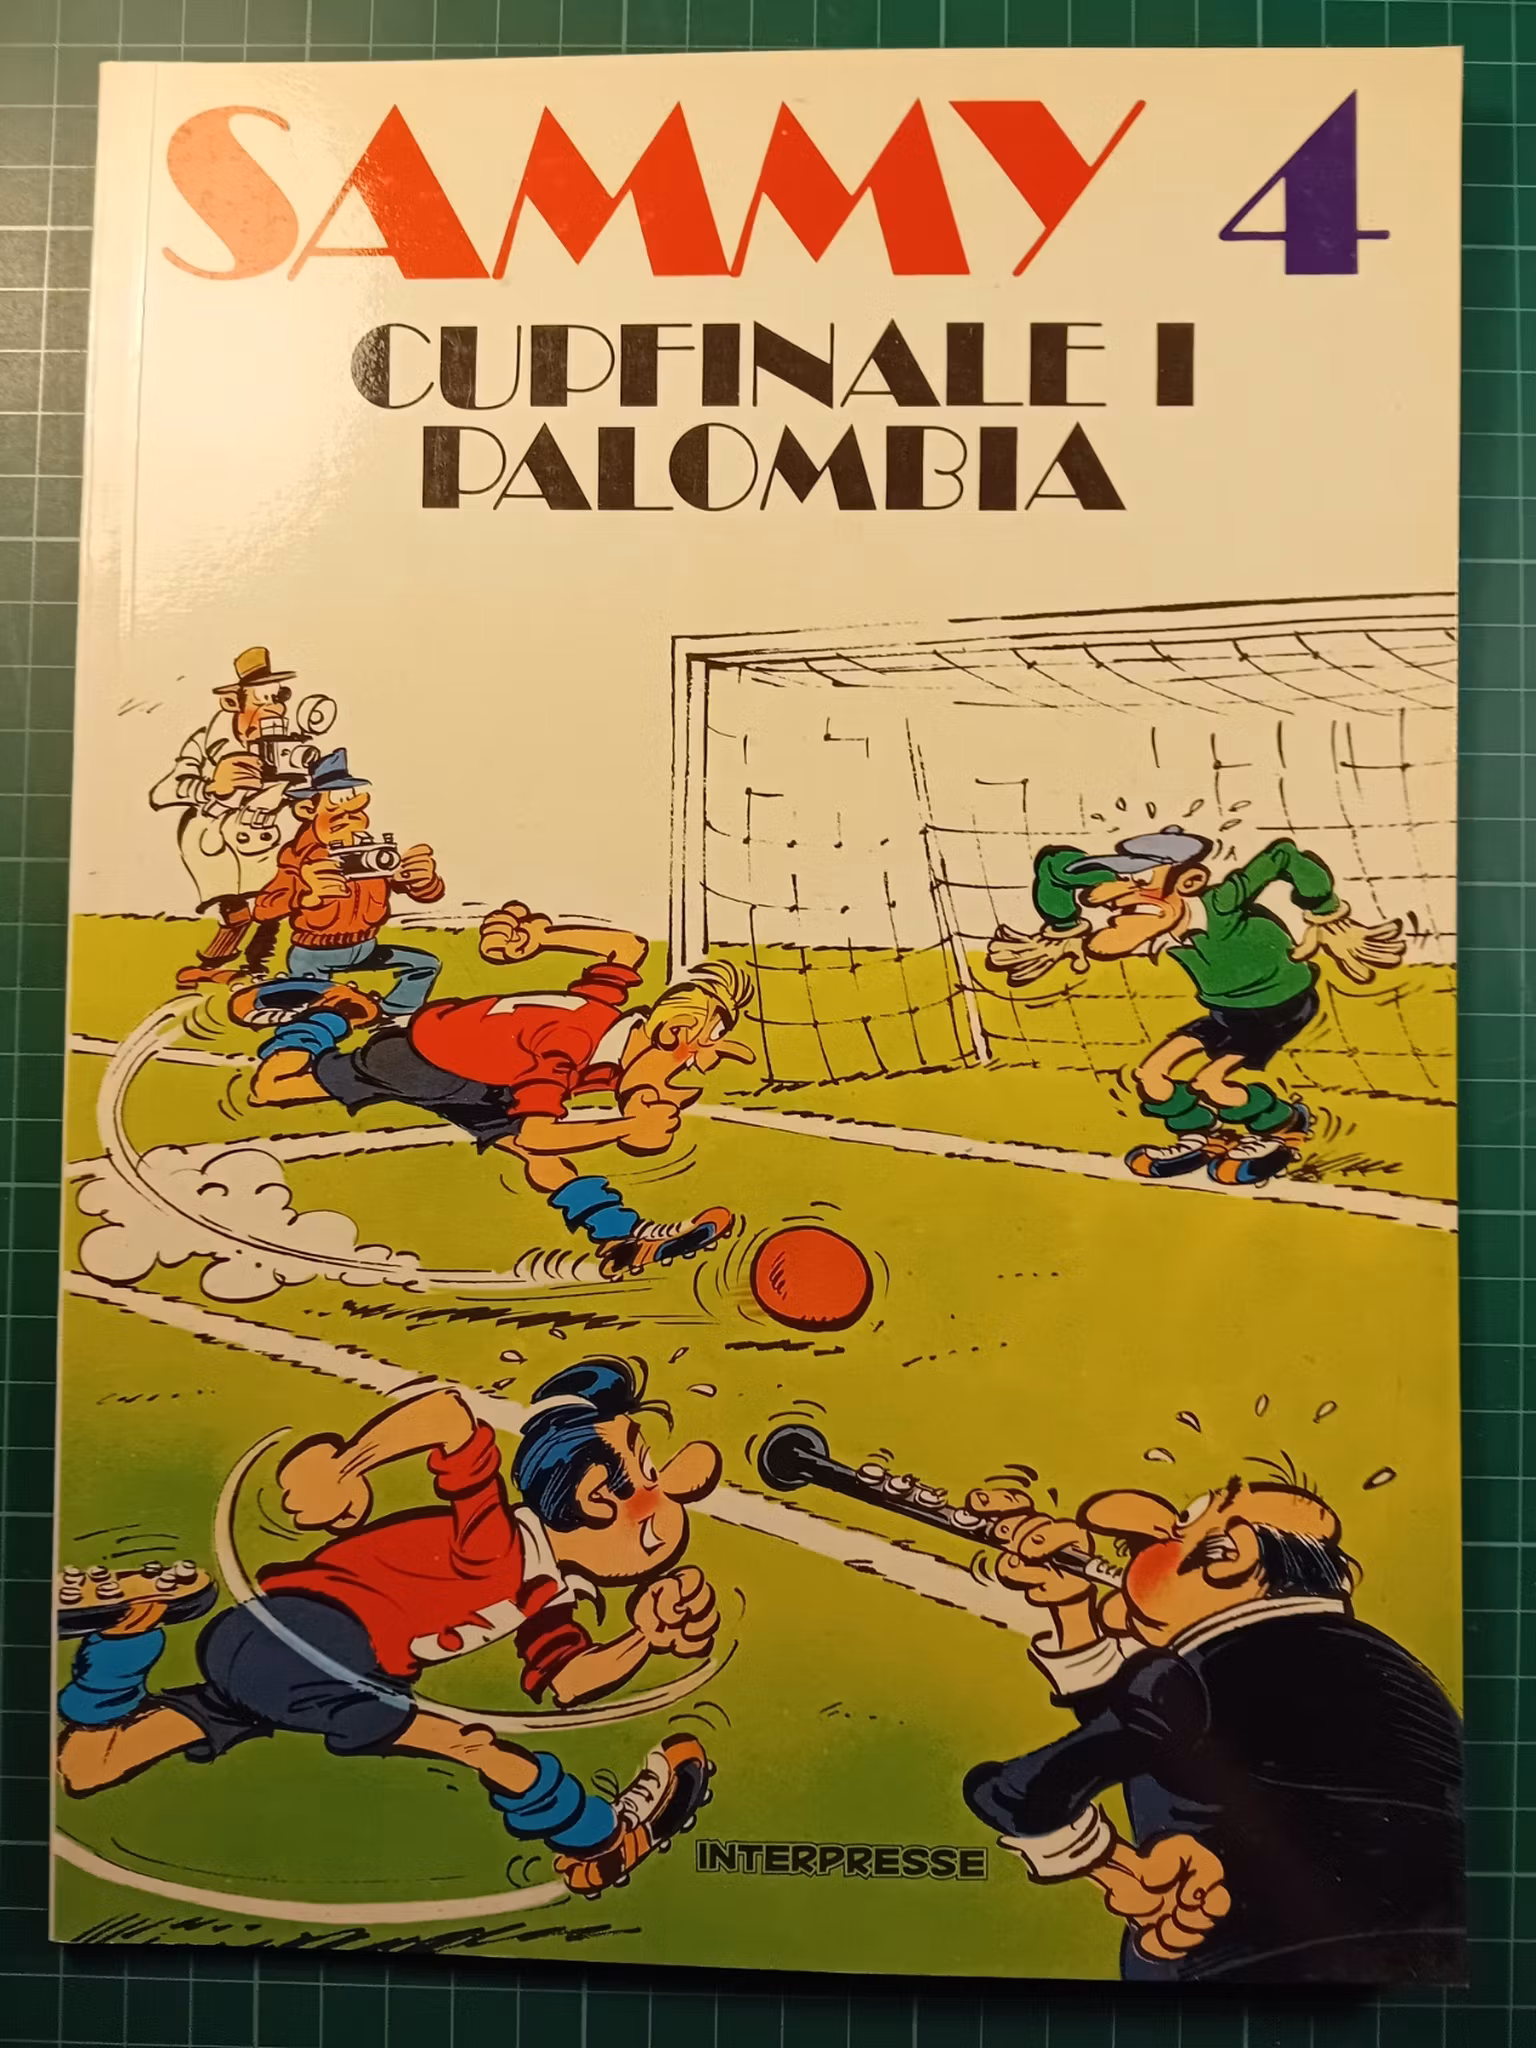 SAMMY 4
CUPFINALE I
PALOMBIA
INTERPRESSE